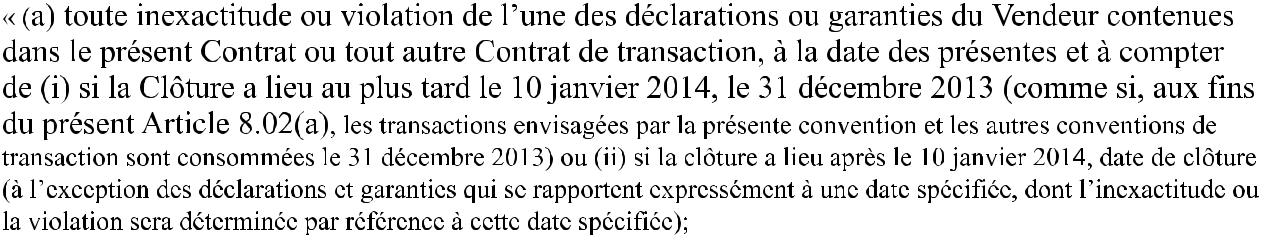 « (a) toute inexactitude ou violation de l’une des déclarations ou garanties du Vendeur contenues
dans le présent Contrat ou tout autre Contrat de transaction, à la date des présentes et à compter
de (i) si la Clôture a lieu au plus tard le 10 janvier 2014, le 31 décembre 2013 (comme si, aux fins
du présent Article 8.02(a), les transactions envisagées par la présente convention et les autres conventions de
transaction sont consommées le 31 décembre 2013) ou (ii) si la clôture a lieu après le 10 janvier 2014, date de clôture
(à l’exception des déclarations et garanties qui se rapportent expressément à une date spécifiée, dont l’inexactitude ou
la violation sera déterminée par référence à cette date spécifiée);